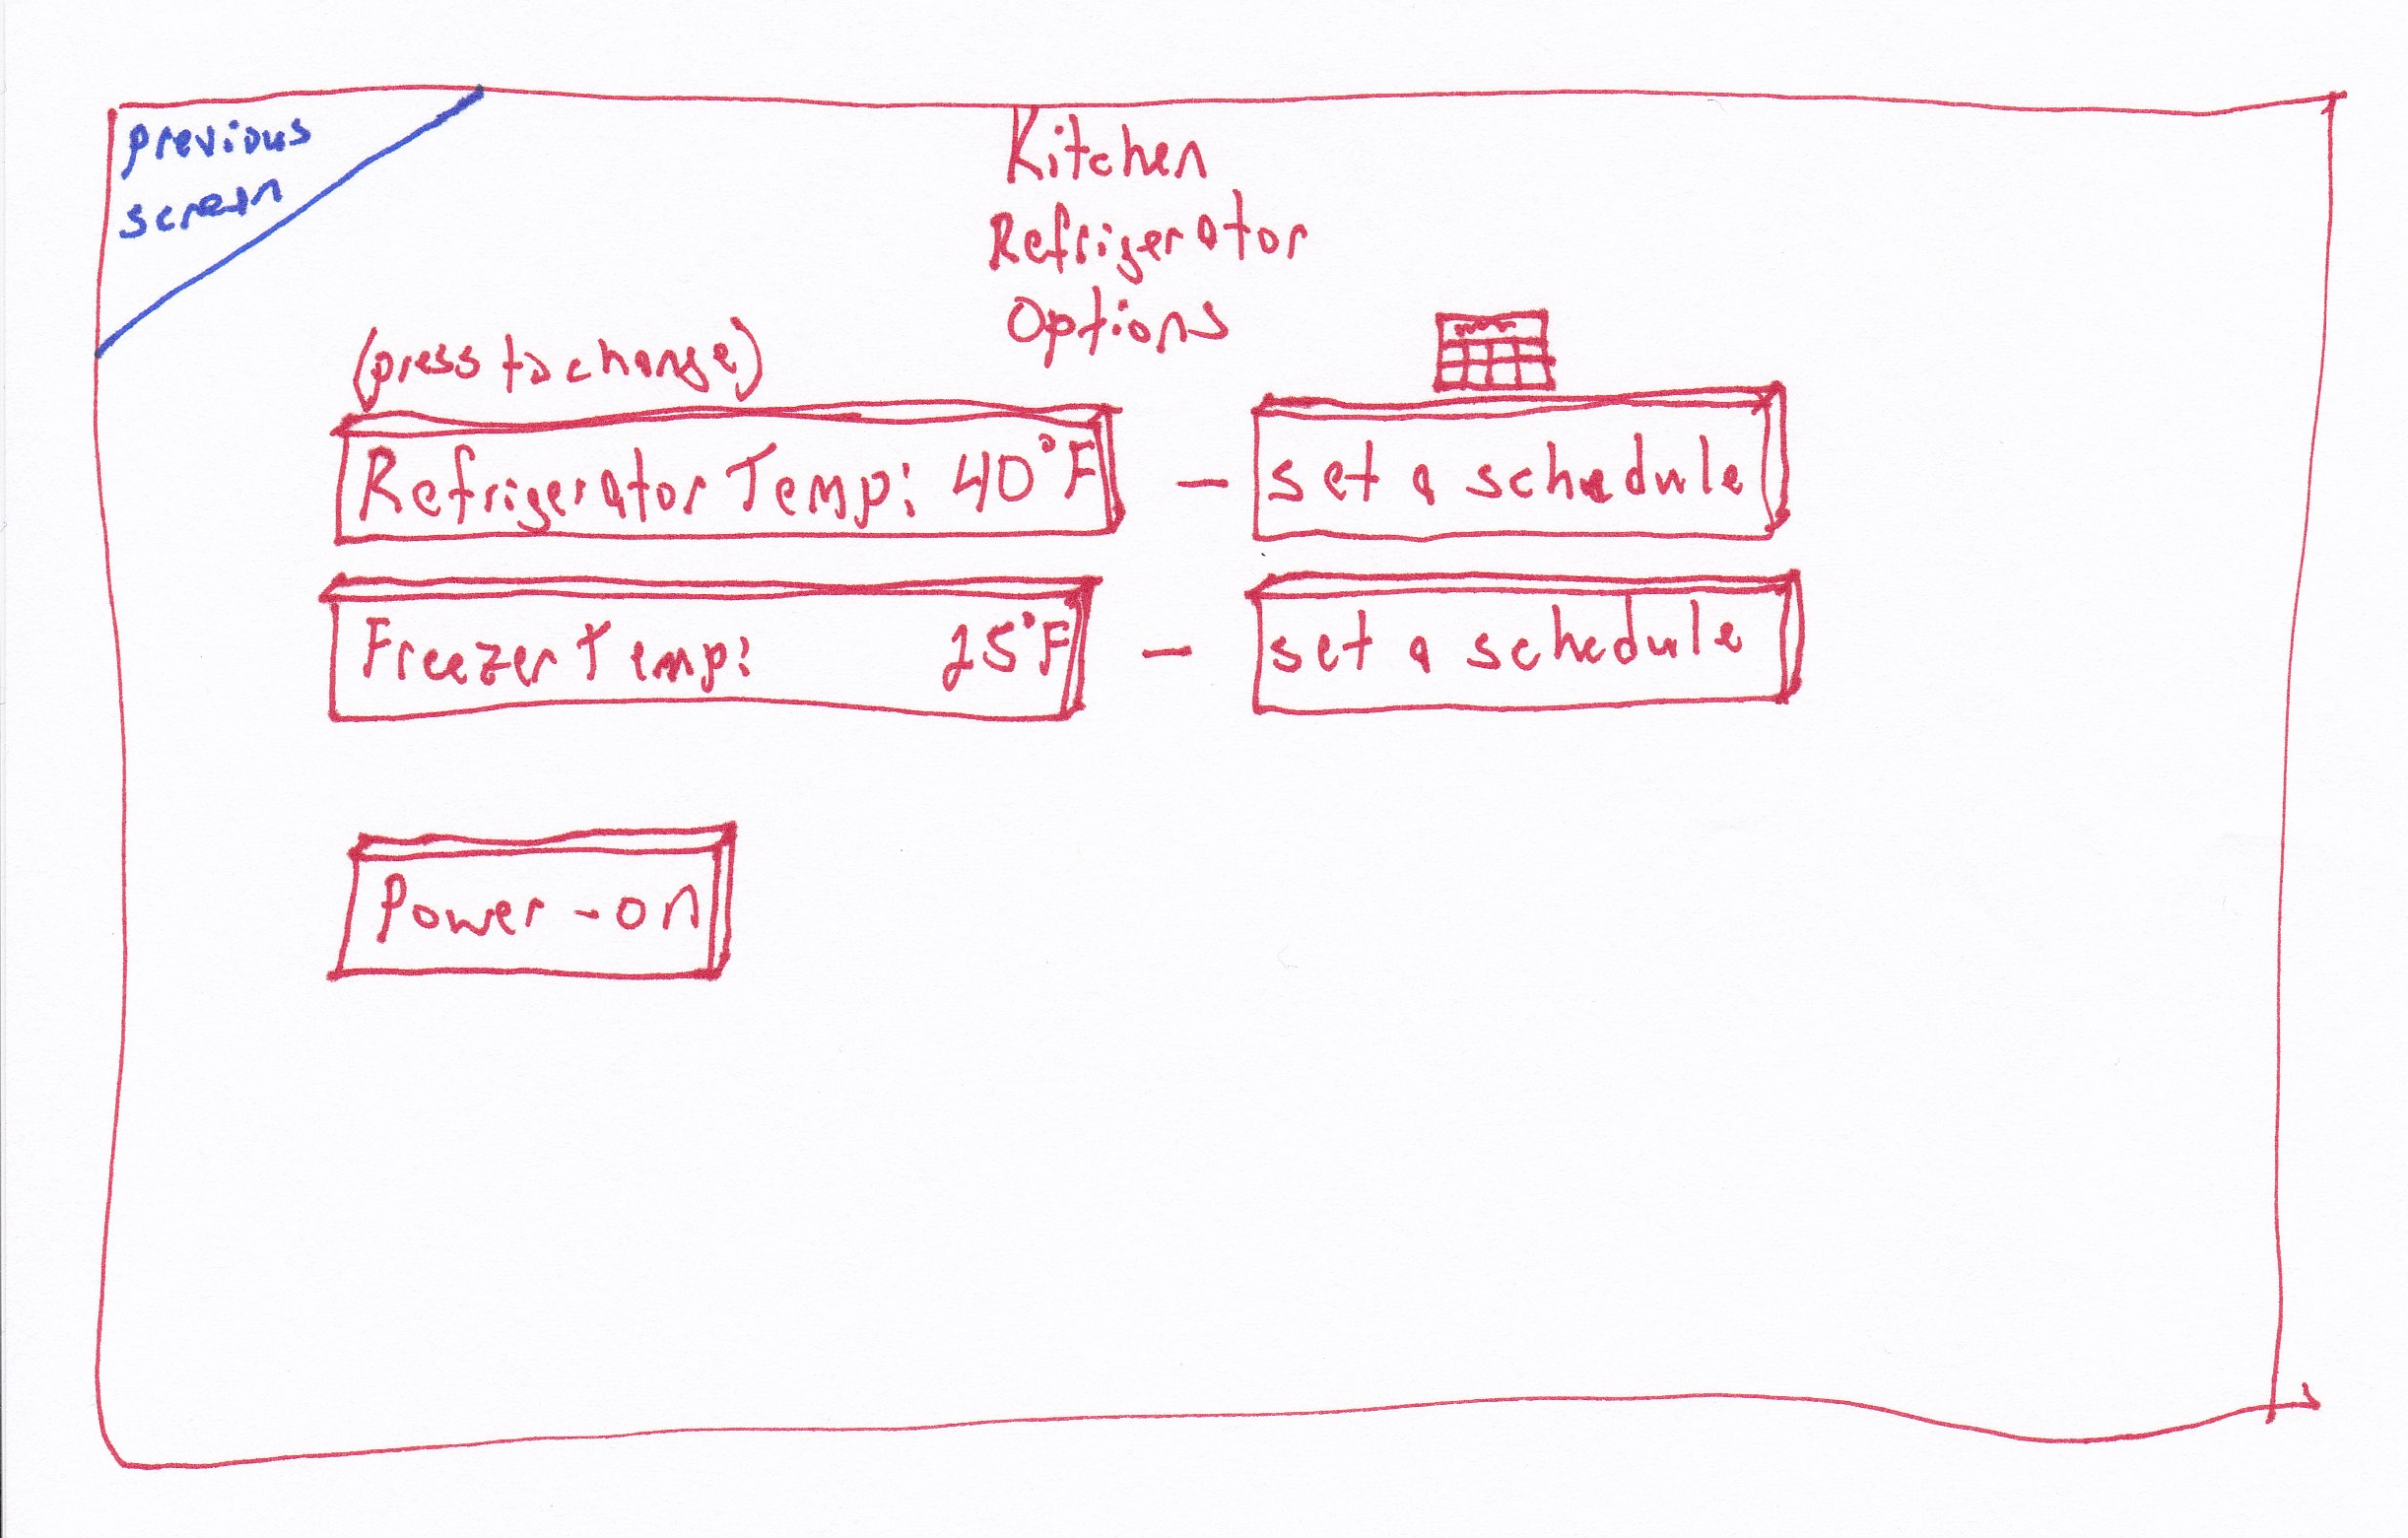 previous
screen
Kitchen
Refrigerator
Options
(press to change)
Refrigerator Temp: 40°F - set a schedule
Freezer Temp: 25°F - set a schedule
Power - on